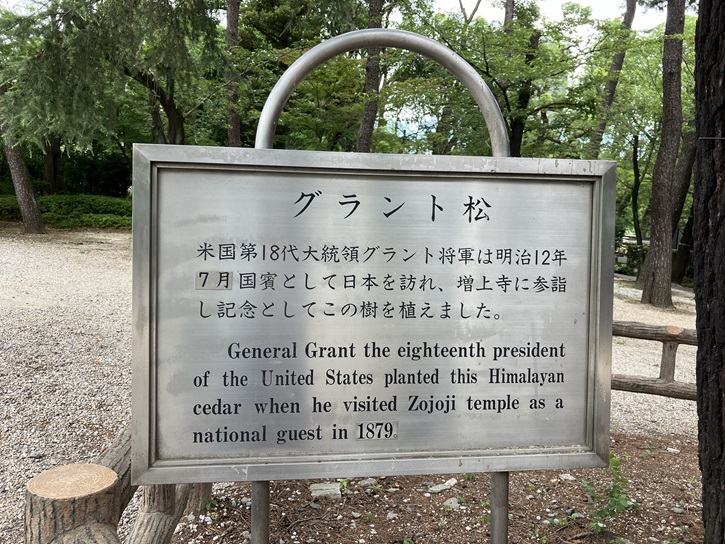 グラント松
米国第18代大統領グラント将軍は明治12年
7月国賓として日本を訪れ、増上寺に参詣
し記念としてこの樹を植えました。
General Grant the eighteenth president
of the United States planted this Himalayan
cedar when he visited Zojoji temple as a
national guest in 1879.